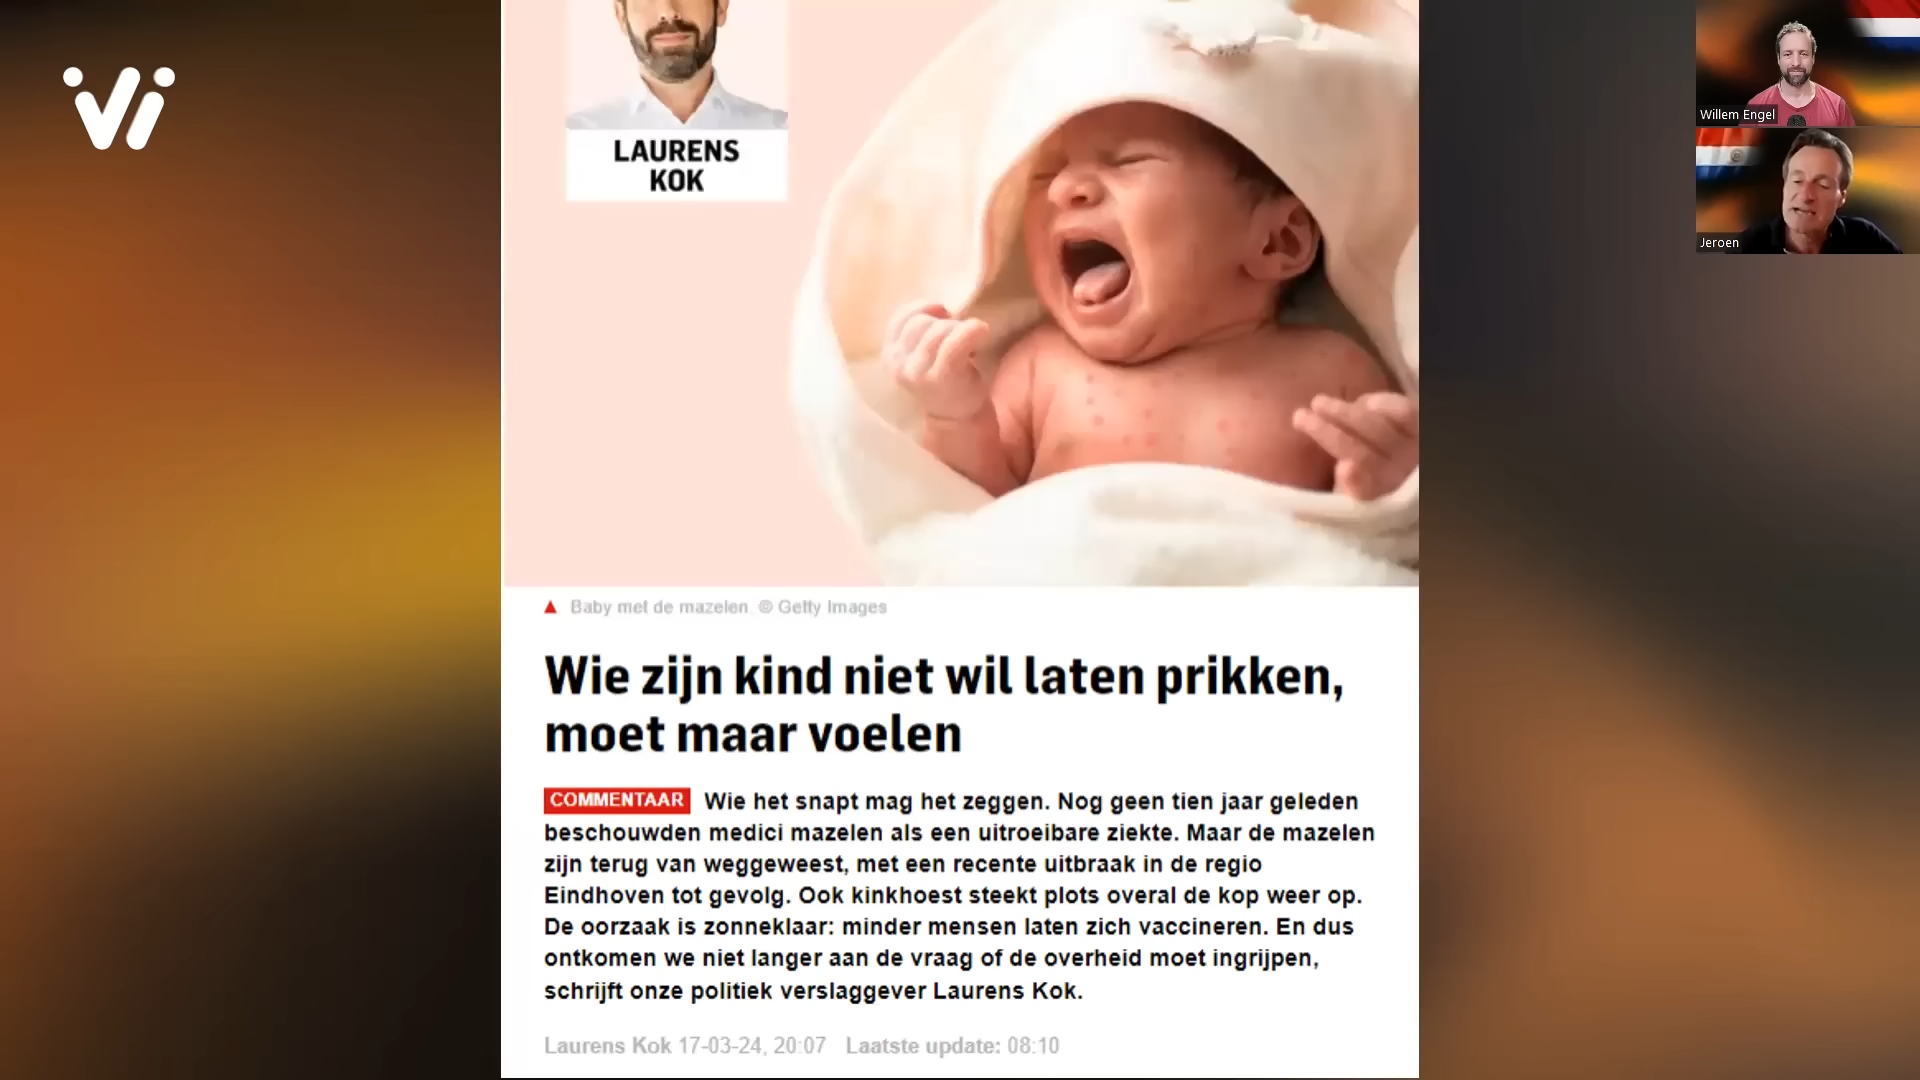 Vi
LAURENS
KOK
Willem Engel
Jeroen
Baby met de mazelen. © Getty Images
Wie zijn kind niet wil laten prikken,
moet maar voelen
COMMENTAAR Wie het snapt mag het zeggen. Nog geen tien jaar geleden
beschouwden medici mazelen als een uitroeibare ziekte. Maar de mazelen
zijn terug van weggeweest, met een recente uitbraak in de regio
Eindhoven tot gevolg. Ook kinkhoest steekt plots overal de kop weer op.
De oorzaak is zonneklaar: minder mensen laten zich vaccineren. En dus
ontkomen we niet langer aan de vraag of de overheid moet ingrijpen,
schrijft onze politiek verslaggever Laurens Kok.
Laurens Kok 17-03-24, 20:07 Laatste update: 08:10